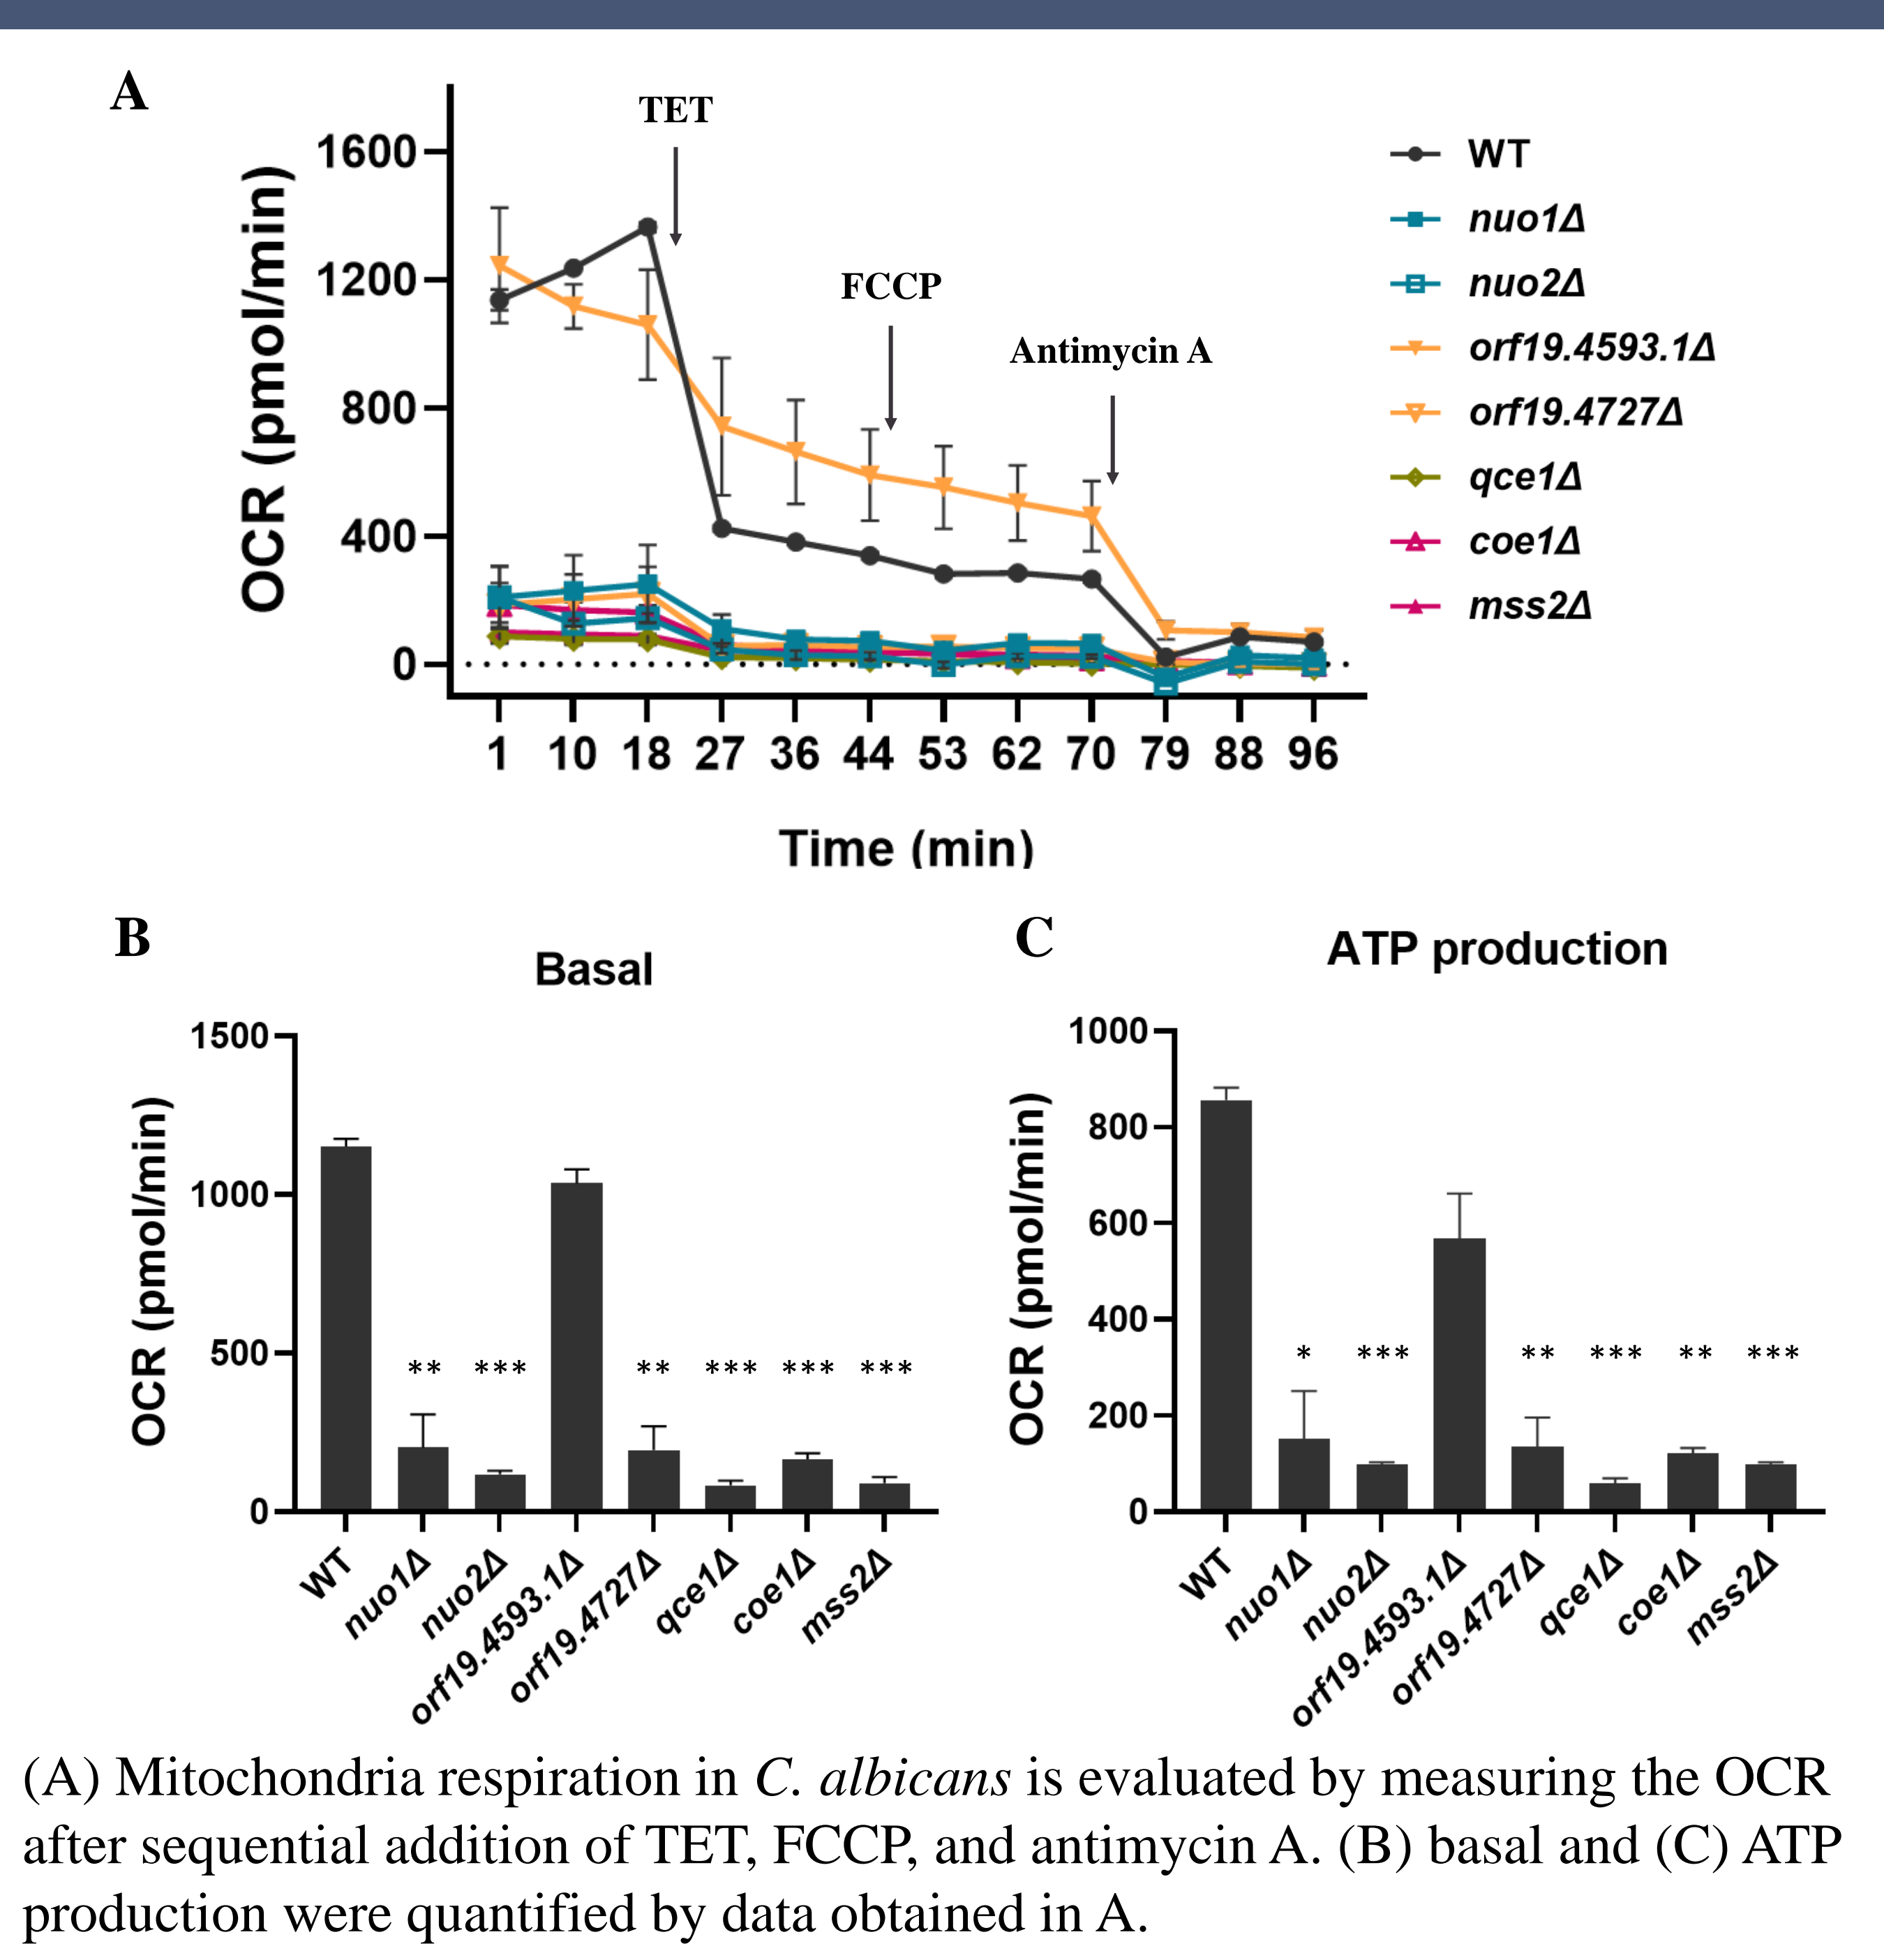 A
TET
FCCP
Antimycin A
OCR (pmol/min)
1600
1200
800
400
0
1 10 18 27 36 44 53 62 70 79 88 96
Time (min)
WT
nuo1Δ
nuo2Δ
orf19.4593.1Δ
orf19.4727Δ
qce1Δ
coe1Δ
mss2Δ
B
Basal
OCR (pmol/min)
1500
1000
500
0
** *** ** *** *** ***
WT nuo1Δ nuo2Δ orf19.4593.1Δ orf19.4727Δ qce1Δ coe1Δ mss2Δ
C
ATP production
OCR (pmol/min)
1000
800
600
400
200
0
* *** ** *** ** ***
WT nuo1Δ nuo2Δ orf19.4593.1Δ orf19.4727Δ qce1Δ coe1Δ mss2Δ
(A) Mitochondria respiration in C. albicans is evaluated by measuring the OCR
after sequential addition of TET, FCCP, and antimycin A. (B) basal and (C) ATP
production were quantified by data obtained in A.